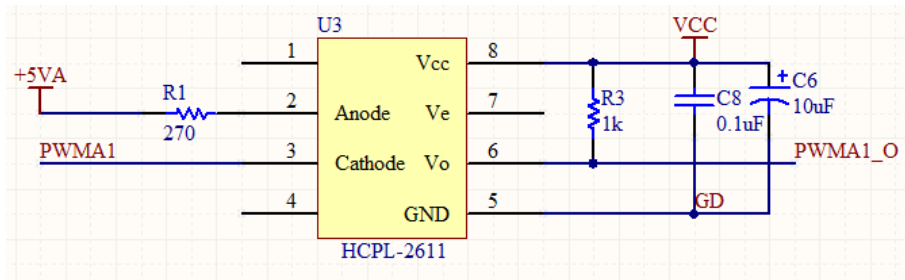 U3
VCC
1
Vcc
8
+5VA
R1
2
Anode
Ve
7
R3
C8
C6
270
1k
0.1uF
10uF
PWMA1
3
Cathode
Vo
6
PWMA1_O
4
GND
5
GD
HCPL-2611